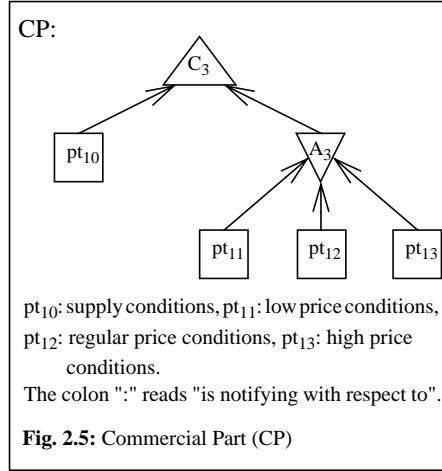 CP:
C3
pt10
A3
pt11 pt12 pt13
pt10: supply conditions, pt11: low price conditions,
pt12: regular price conditions, pt13: high price
conditions.
The colon ":" reads "is notifying with respect to".
Fig. 2.5: Commercial Part (CP)